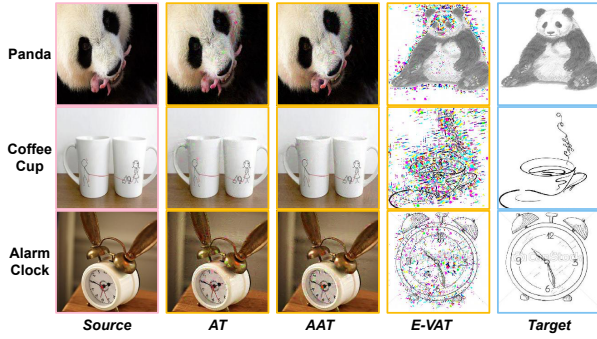 Panda
Coffee
Cup
Alarm
Clock
Source
AT
AAT
E-VAT
Target